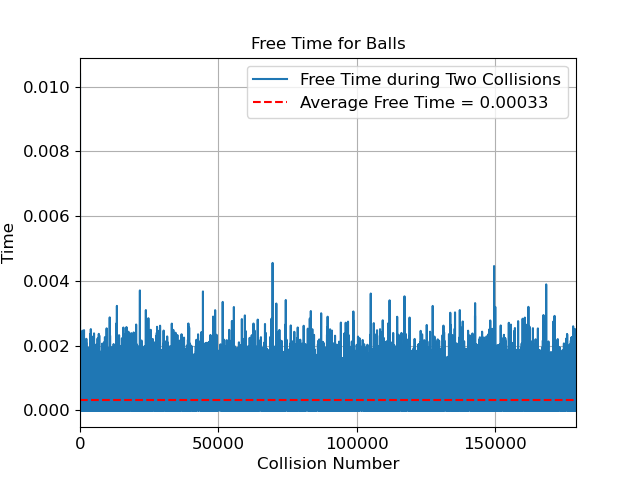 Free Time for Balls
Free Time during Two Collisions
Average Free Time = 0.00033
0.010
0.008
0.006
0.004
0.002
0.000
Time
0 50000 100000 150000
Collision Number